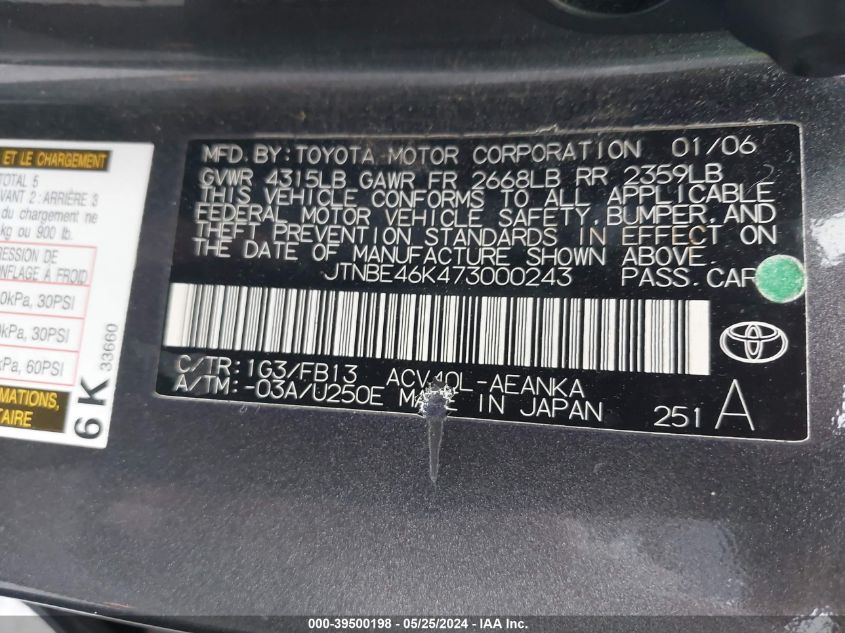 ET LE CHARGEMENT
TOTAL 5
AVANT 2: ARRIÈRE 3
du chargement ne
kg ou 900 lb.
GONFLAGE À FROID
kPa, 30PSI
kPa, 30PSI
kPa, 60PSI
6K
33660
MFD. BY: TOYOTA MOTOR CORPORATION 01/06
GVWR 4315LB GAWR FR 2668LB RR 2359LB
THIS VEHICLE CONFORMS TO ALL APPLICABLE
FEDERAL MOTOR VEHICLE SAFETY, BUMPER, AND
THEFT PREVENTION STANDARDS IN EFFECT ON
THE DATE OF MANUFACTURE SHOWN ABOVE.
JTNBE46K473000243 PASS. CAR
C/TR: 1G3/FB13 ACV40L-AEANKA
A/TM: -03A/U250E MADE IN JAPAN
251 A
000-39500198 - 05/25/2024 - IAA Inc.